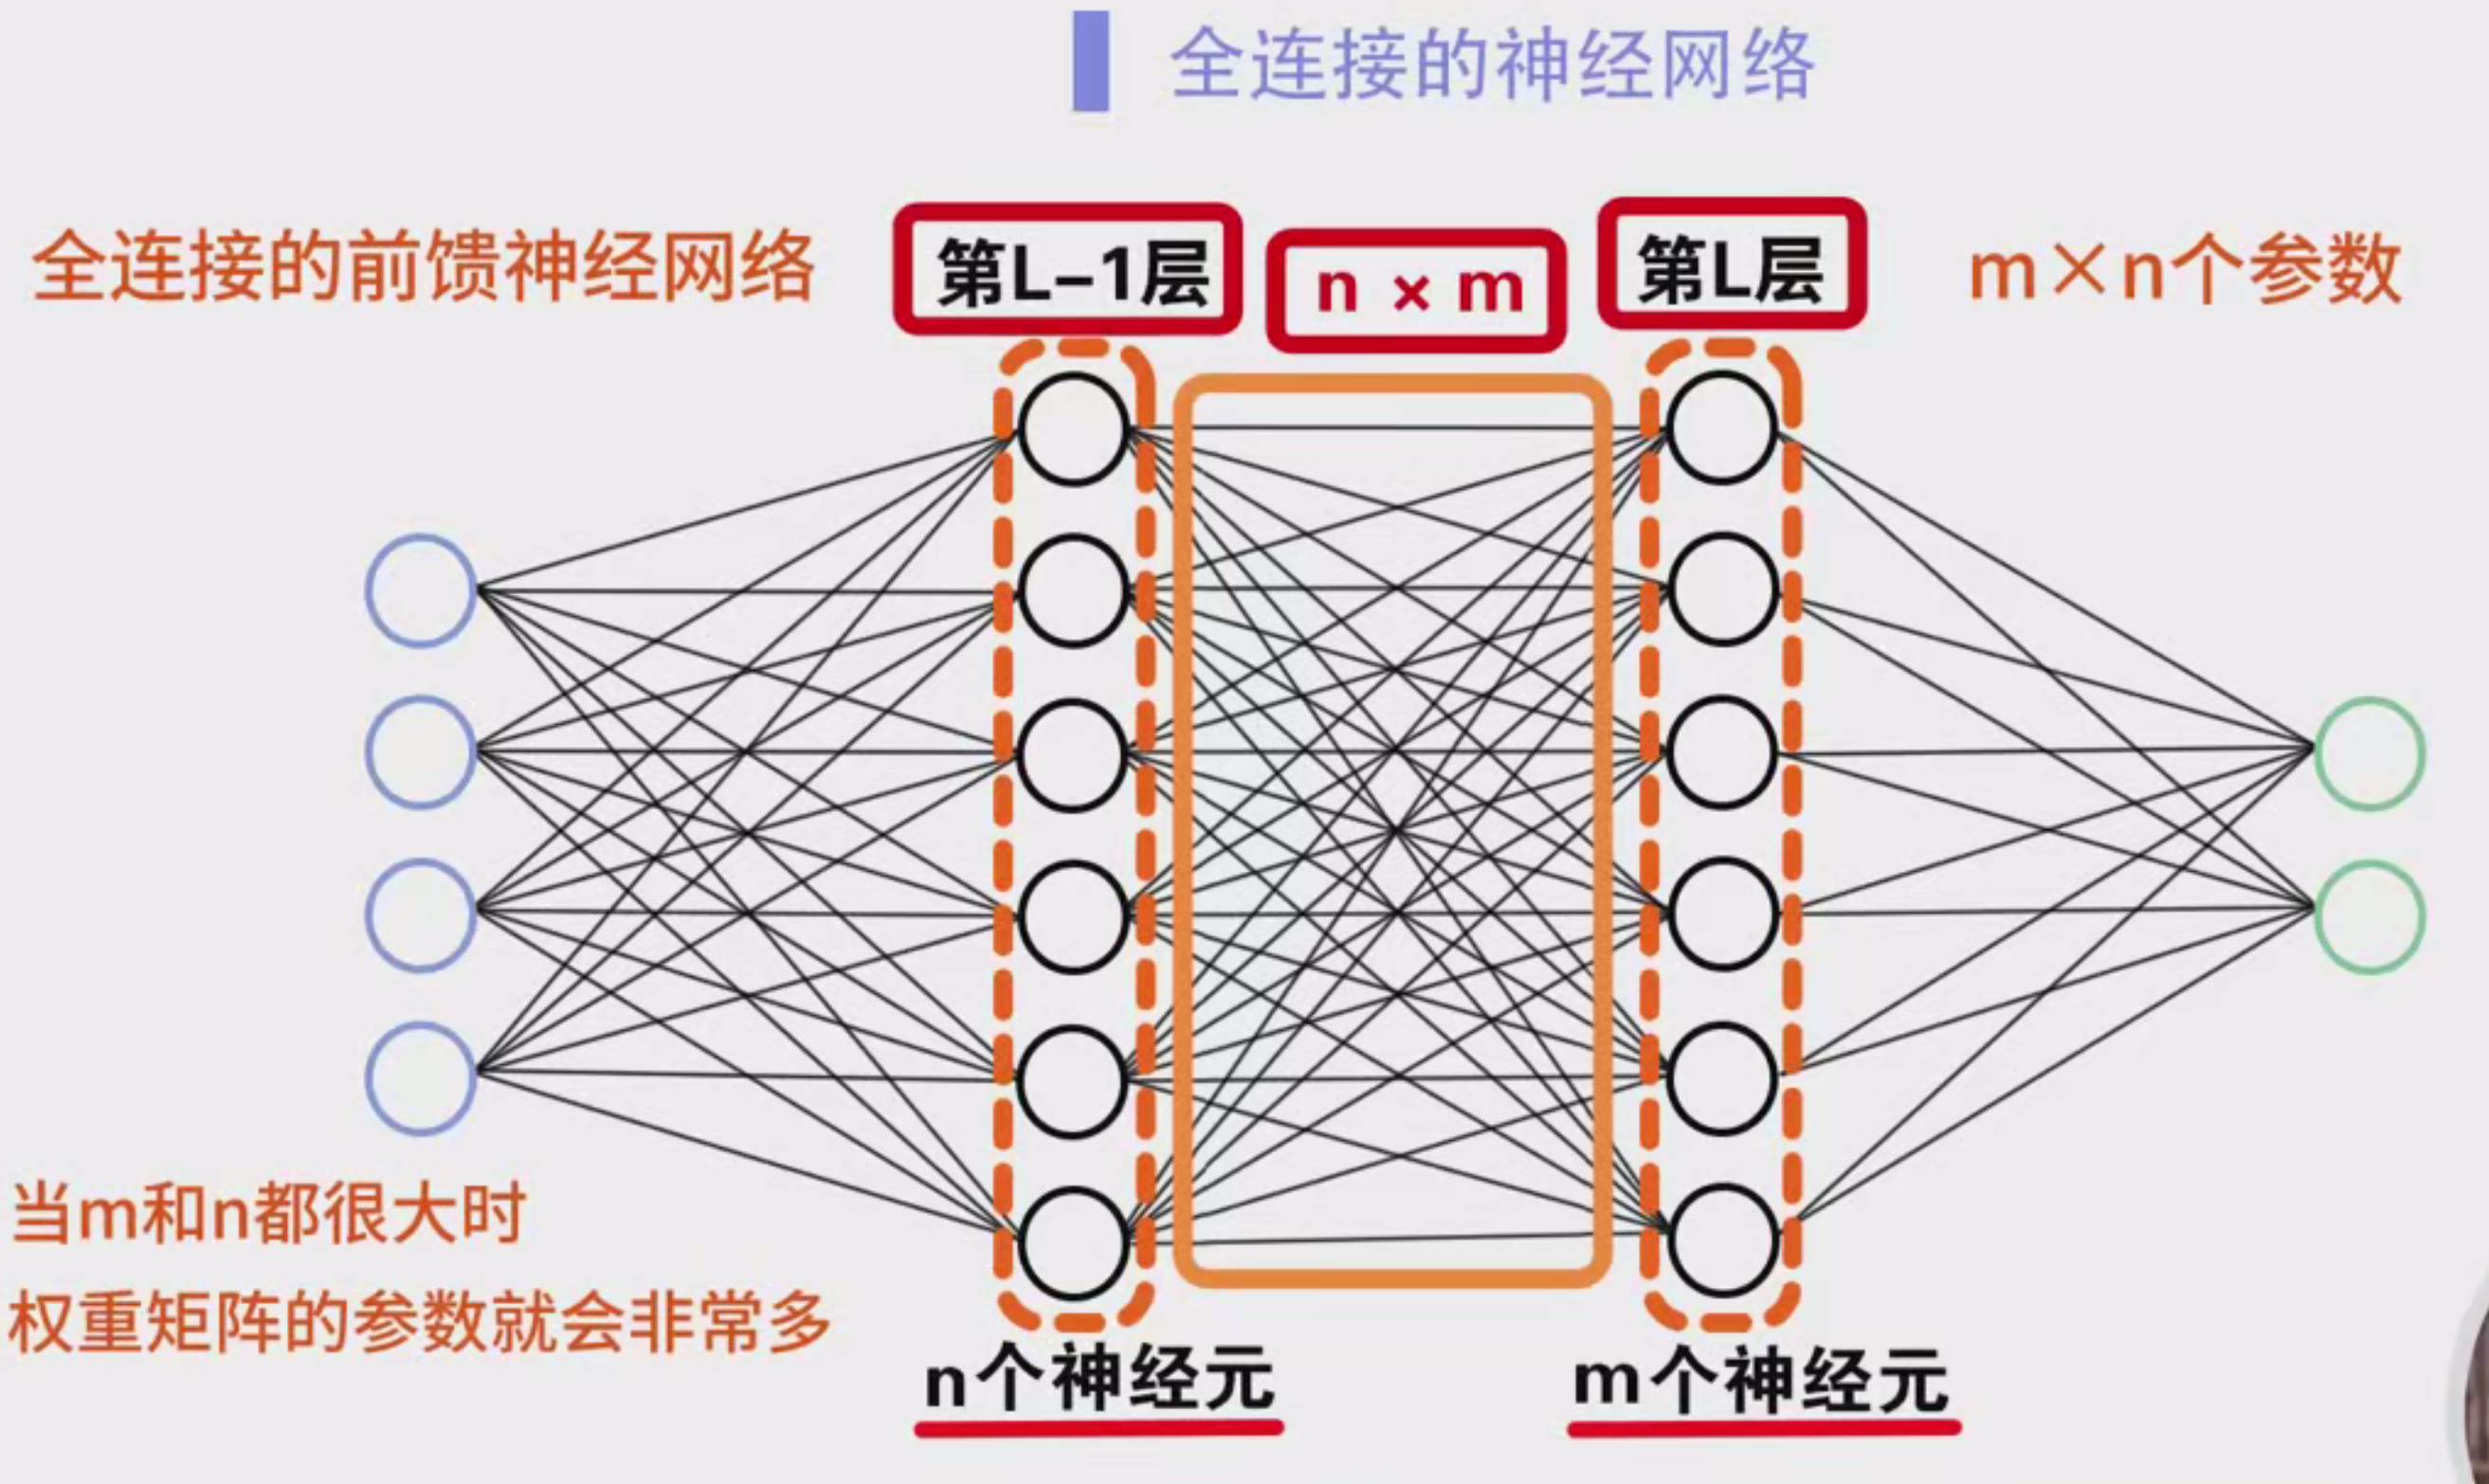 全连接的神经网络
全连接的前馈神经网络
第L-1层
n × m
第L层
m×n个参数
当m和n都很大时
权重矩阵的参数就会非常多
n个神经元
m个神经元